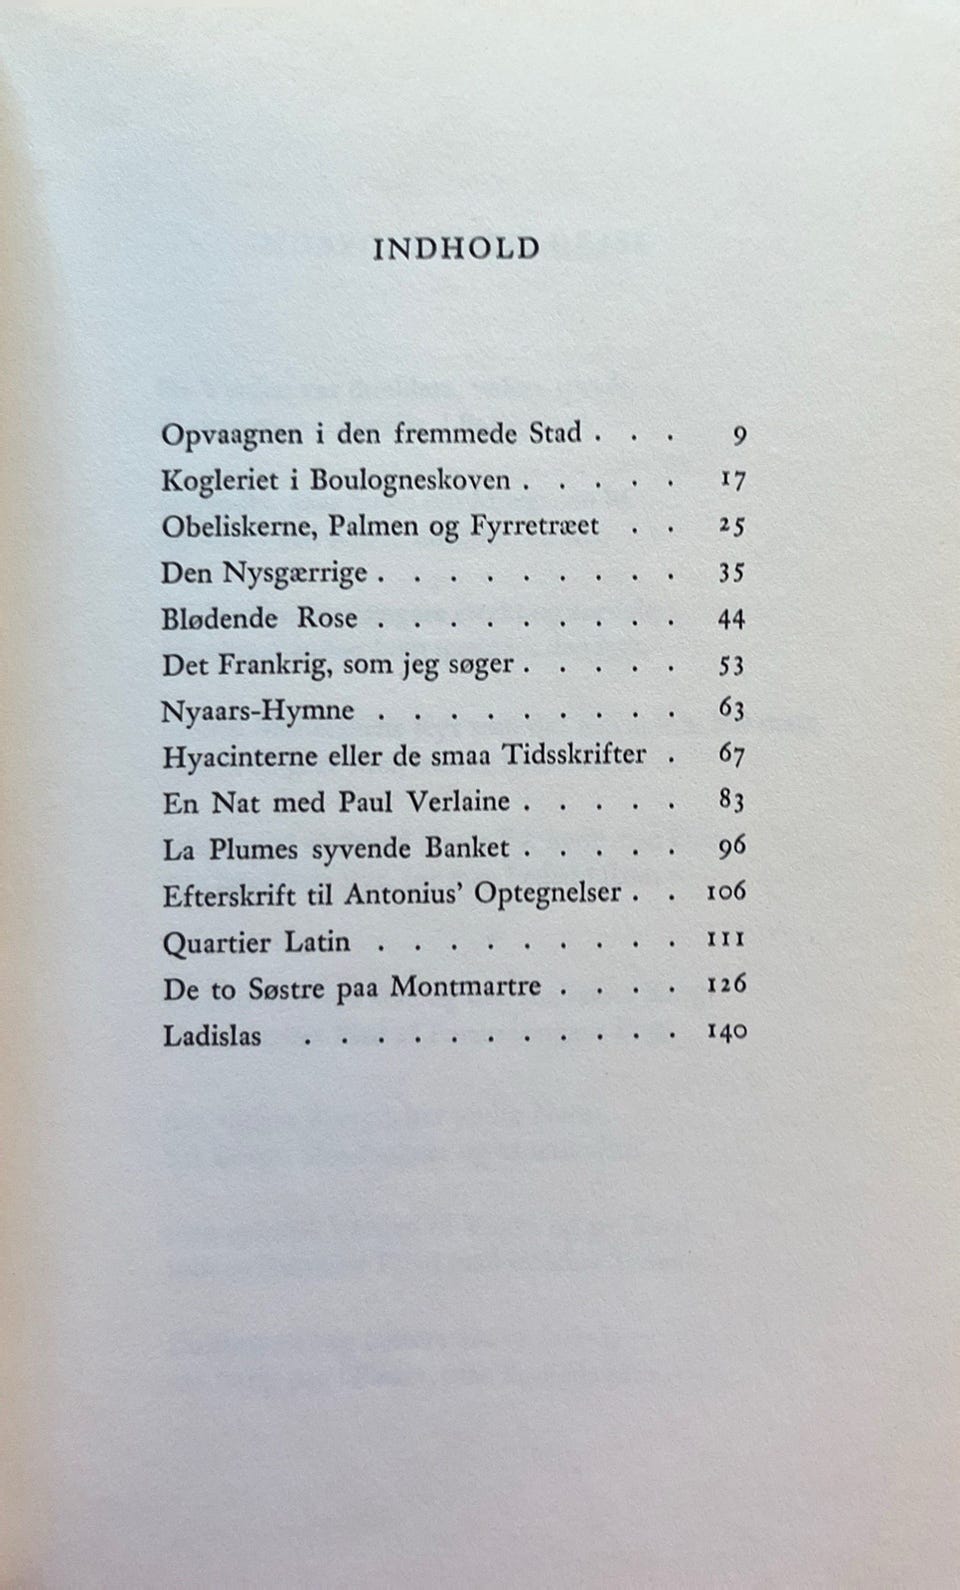 INDHOLD
Opvaagnen i den fremmede Stad . . . 9
Kogleriet i Boulogneskoven . . . . . 17
Obeliskerne, Palmen og Fyrretræet . . 25
Den Nysgærrige . . . . . . . . . 35
Blødende Rose . . . . . . . . . 44
Det Frankrig, som jeg søger . . . . . 53
Nyaars-Hymne . . . . . . . . . 63
Hyacinterne eller de smaa Tidsskrifter . 67
En Nat med Paul Verlaine . . . . . 83
La Plumes syvende Banket . . . . . 96
Efterskrift til Antonius’ Optegnelser . . 106
Quartier Latin . . . . . . . . . 111
De to Søstre paa Montmartre . . . . 126
Ladislas . . . . . . . . . . . 140